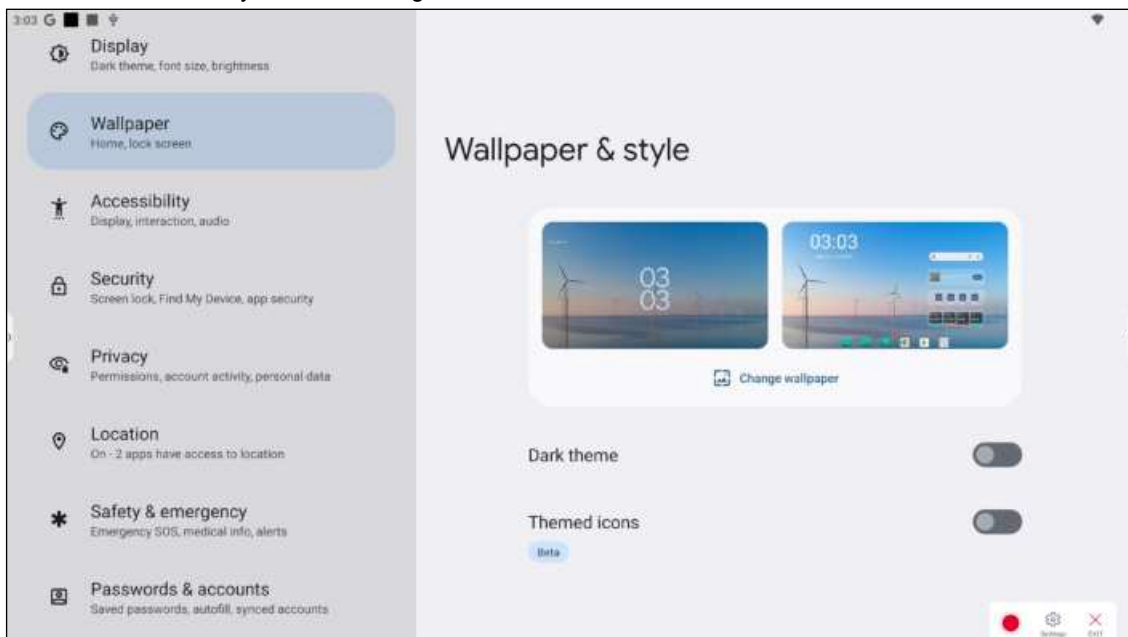 3:03 G
Display
Dark theme, font size, brightness
Wallpaper
Home, lock screen
Accessibility
Display, interaction, audio
Security
Screen lock, Find My Device, app security
Privacy
Permissions, account activity, personal data
Location
On - 2 apps have access to location
Safety & emergency
Emergency SOS, medical info, alerts
Passwords & accounts
Saved passwords, autofill, synced accounts
Wallpaper & style
03
03
03:03
Change wallpaper
Dark theme
Themed icons
Beta
Settings
EXIT